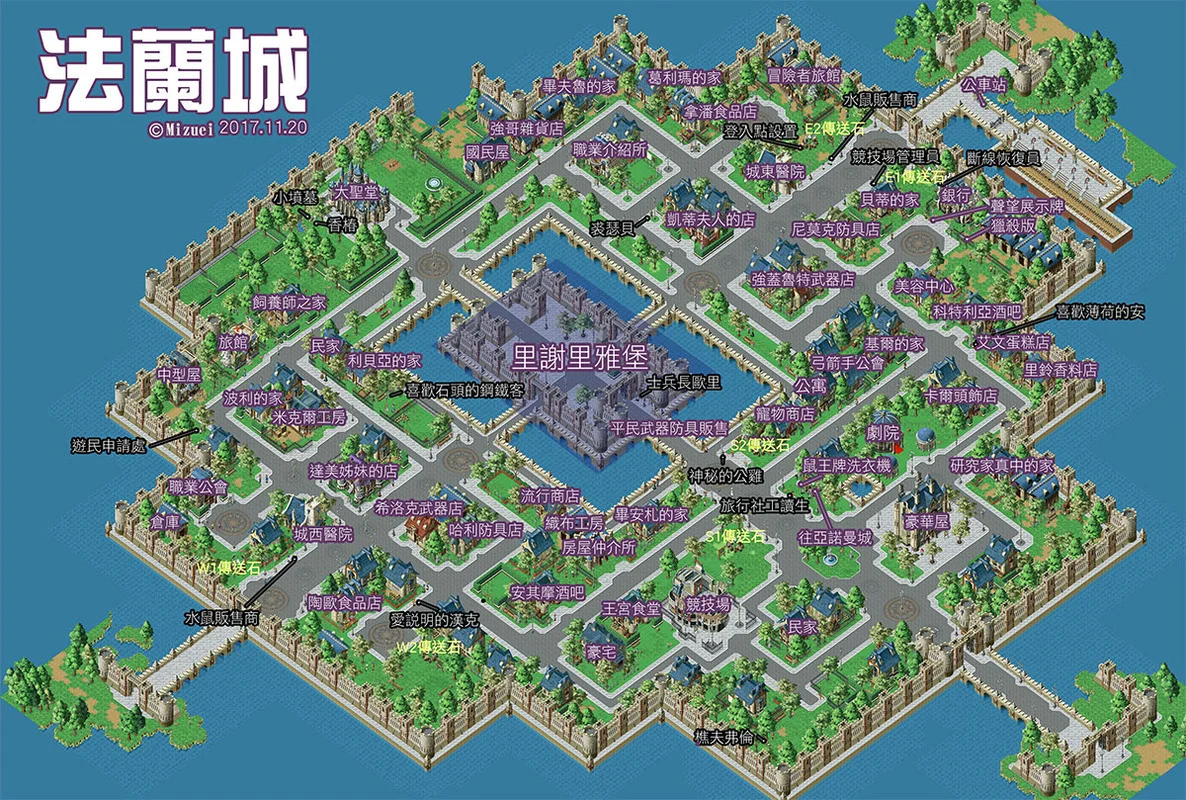 法蘭城
©Mizuei 2017.11.20
畢夫魯的家
葛利瑪的家
冒險者旅館
公車站
水鼠販售商
拿潘食品店
強哥雜貨店
登入點設置
E2傳送石
國民屋
職業介紹所
競技場管理員
斷線恢復員
城東醫院
E1傳送石
小墳墓
大聖堂
貝蒂的家
銀行
聲望展示牌
香椿
裘瑟貝
凱蒂夫人的店
尼莫克防具店
獵殺版
強蓋魯特武器店
美容中心
飼養師之家
科特利亞酒吧
喜歡薄荷的安
旅館
民家
利貝亞的家
里謝里雅堡
基爾的家
艾文蛋糕店
弓箭手公會
里鈴香料店
中型屋
喜歡石頭的鋼鐵客
士兵長歐里
公寓
波利的家
卡爾頭飾店
米克爾工房
寵物商店
平民武器防具販售
劇院
遊民申請處
S2傳送石
達美姊妹的店
神秘的公雞
鼠王牌洗衣機
研究家真中的家
職業公會
流行商店
希洛克武器店
旅行社工讀生
倉庫
織布工房
畢安札的家
豪華屋
城西醫院
哈利防具店
房屋仲介所
S1傳送石
往亞諾曼城
W1傳送石
安其摩酒吧
陶歐食品店
王宮食堂
競技場
水鼠販售商
愛説明的漢克
民家
W2傳送石
豪宅
樵夫弗倫